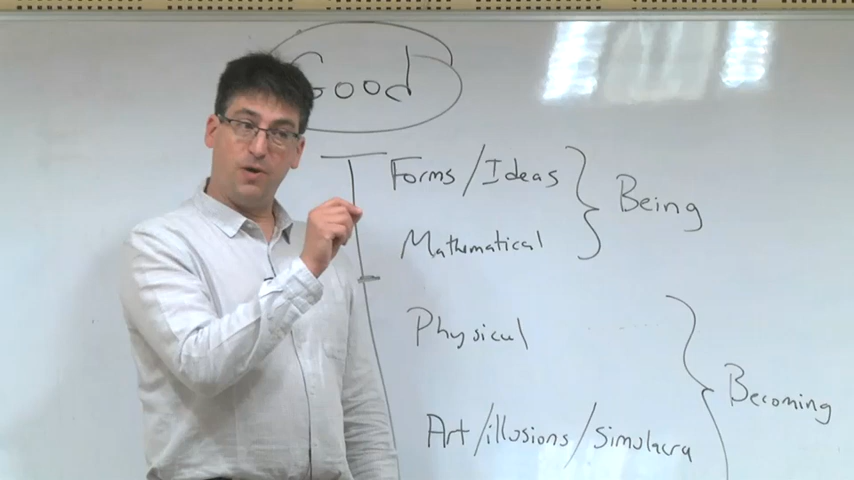 Good
Forms/Ideas
Being
Mathematical
Physical
Becoming
Art/illusions/Simulacra